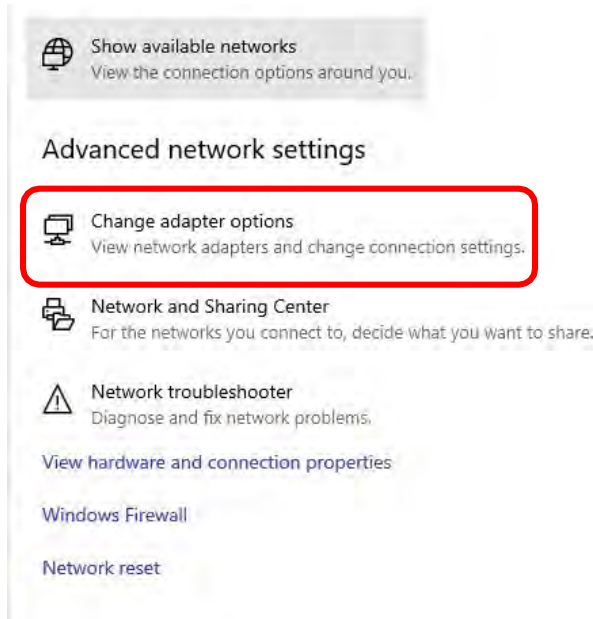 Show available networks
View the connection options around you.
Advanced network settings
Change adapter options
View network adapters and change connection settings.
Network and Sharing Center
For the networks you connect to, decide what you want to share.
Network troubleshooter
Diagnose and fix network problems.
View hardware and connection properties
Windows Firewall
Network reset